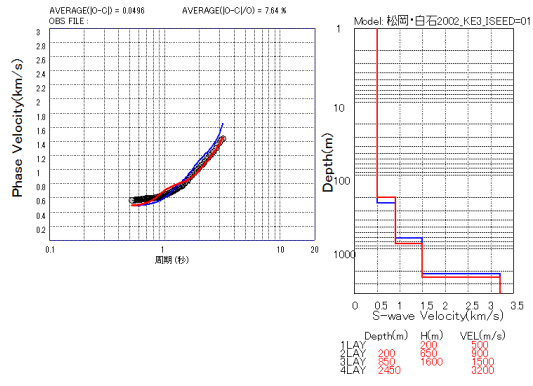 AVERAGE(|O-C|) = 0.0496 AVERAGE(|O-C|/O) = 7.64 %
OBS FILE :
Phase Velocity(km/s)
3
2.8
2.6
2.4
2.2
2
1.8
1.6
1.4
1.2
1
0.8
0.6
0.4
0.2
0.1 1 10 20
周期(秒)
Model: 松岡・白石2002_KE3_ISEED=01
Depth(m)
1
10
100
1000
0 0.5 1 1.5 2 2.5 3 3.5
S-wave Velocity(km/s)
Depth(m) H(m) VEL(m/s)
1LAY 200 500
2LAY 200 650 900
3LAY 850 1600 1500
4LAY 2450 3200